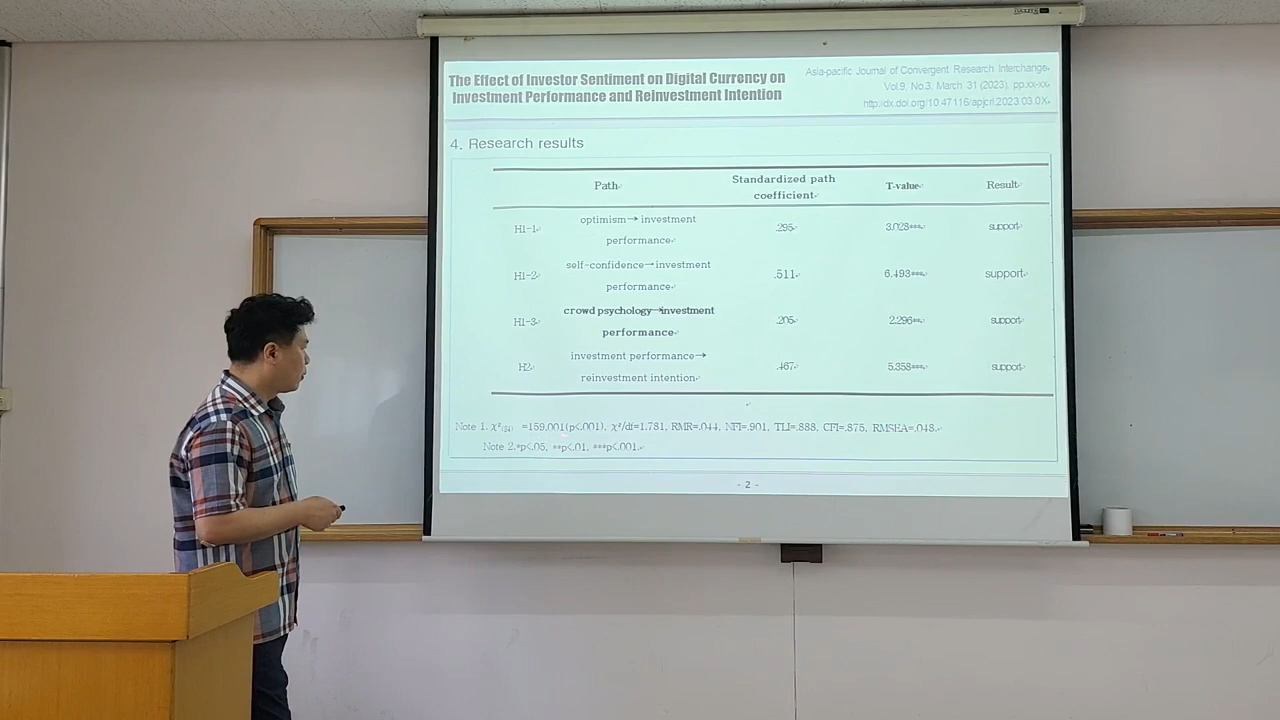 The Effect of Investor Sentiment on Digital Currency on
Investment Performance and Reinvestment Intention
Asia-pacific Journal of Convergent Research Interchange
Vol.9, No.3, March 31 (2023), pp.xx-xx
http://dx.doi.org/10.47116/apjcri.2023.03.0X
4. Research results
Path Standardized path coefficient T-value Result
H1-1 optimism→investment performance .295 3.028*** support
H1-2 self-confidence→investment performance .511 6.493*** support
H1-3 crowd psychology→investment performance .205 2.296** support
H2 investment performance→ reinvestment intention .467 5.358*** support
Note 1. χ²(24) =159.001(p<.001), χ²/df=1.781, RMR=.044, NFI=.901, TLI=.888, CFI=.875, RMSEA=.048.
Note 2.*p<.05, **p<.01, ***p<.001.
- 2 -